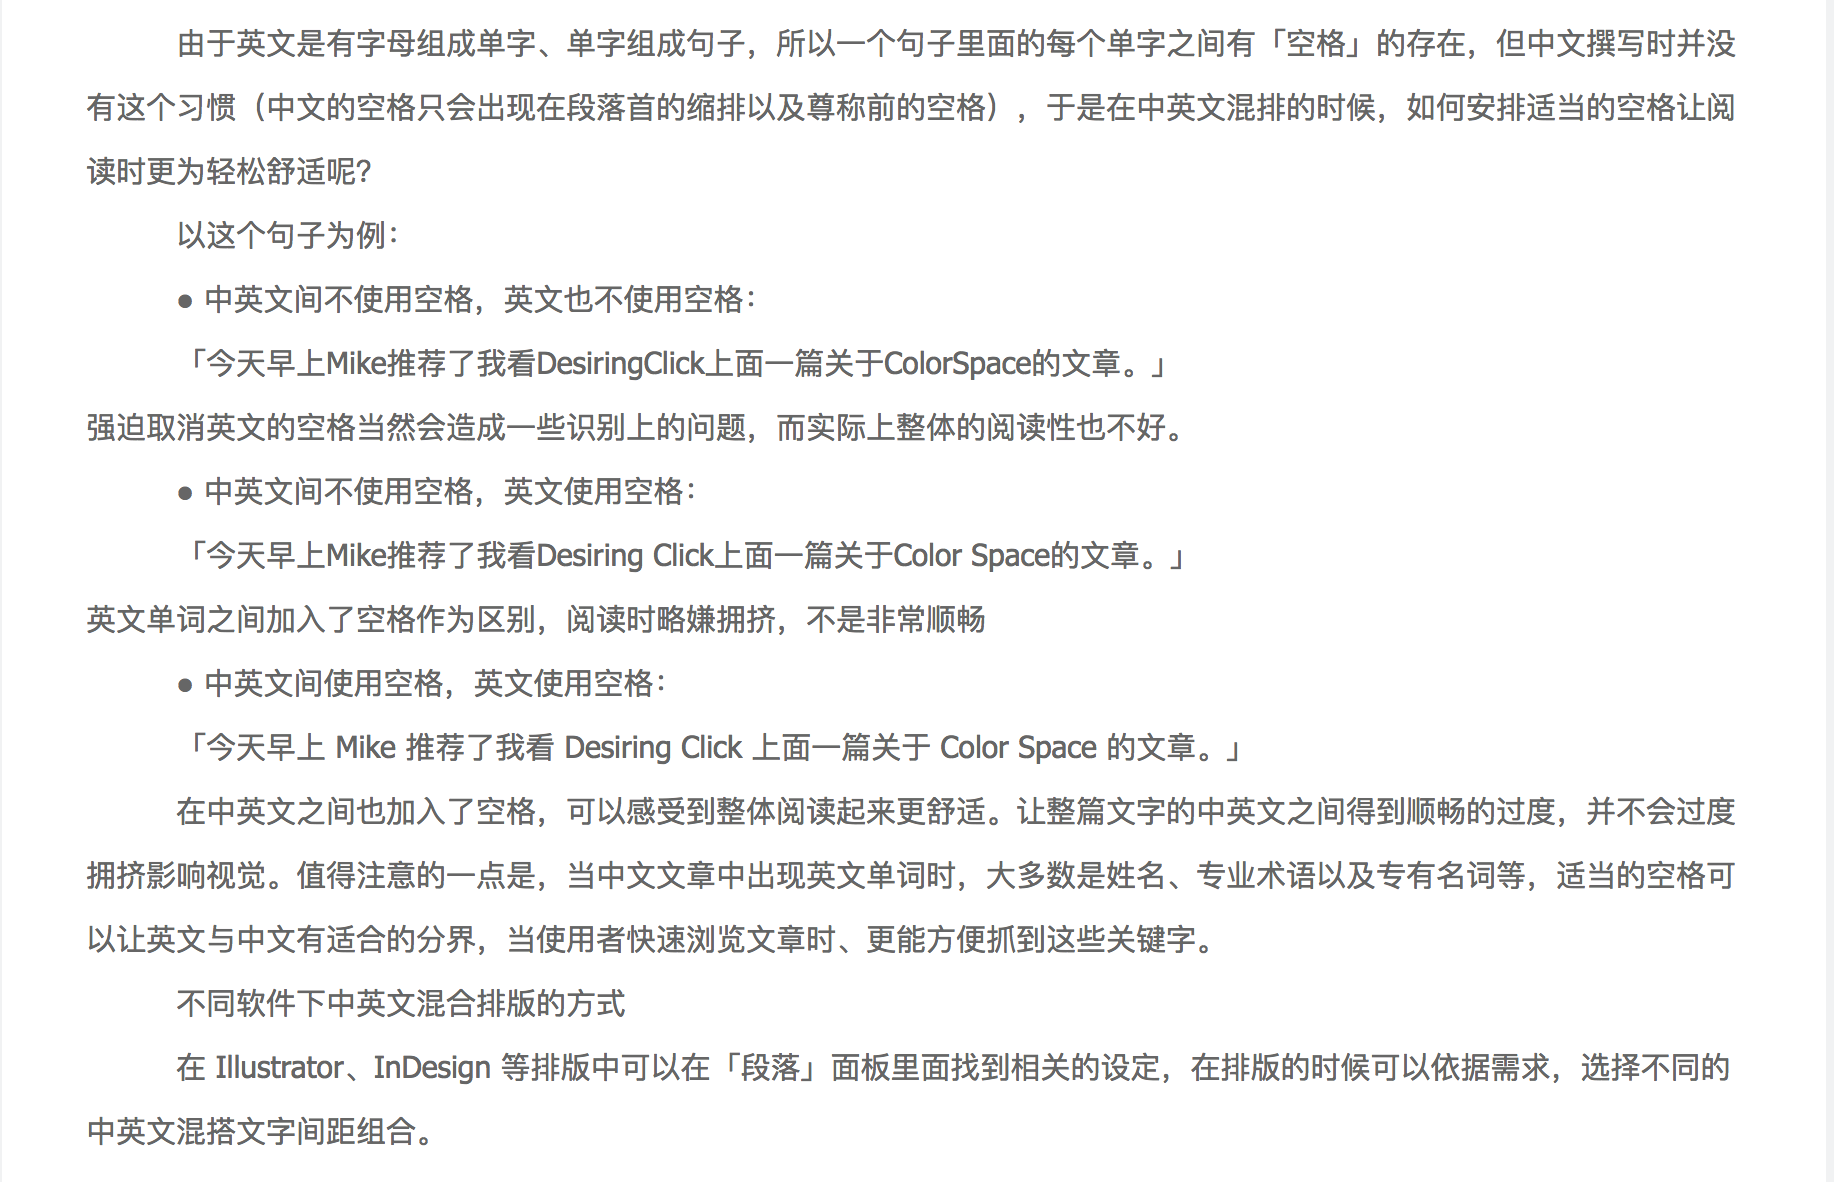 由于英文是有字母组成单字、单字组成句子，所以一个句子里面的每个单字之间有「空格」的存在，但中文撰写时并没
有这个习惯（中文的空格只会出现在段落首的缩排以及尊称前的空格），于是在中英文混排的时候，如何安排适当的空格让阅
读时更为轻松舒适呢？
以这个句子为例：
● 中英文间不使用空格，英文也不使用空格：
「今天早上Mike推荐了我看DesiringClick上面一篇关于ColorSpace的文章。」
强迫取消英文的空格当然会造成一些识别上的问题，而实际上整体的阅读性也不好。
● 中英文间不使用空格，英文使用空格：
「今天早上Mike推荐了我看Desiring Click上面一篇关于Color Space的文章。」
英文单词之间加入了空格作为区别，阅读时略嫌拥挤，不是非常顺畅
● 中英文间使用空格，英文使用空格：
「今天早上 Mike 推荐了我看 Desiring Click 上面一篇关于 Color Space 的文章。」
在中英文之间也加入了空格，可以感受到整体阅读起来更舒适。让整篇文字的中英文之间得到顺畅的过度，并不会过度
拥挤影响视觉。值得注意的一点是，当中文文章中出现英文单词时，大多数是姓名、专业术语以及专有名词等，适当的空格可
以让英文与中文有适合的分界，当使用者快速浏览文章时、更能方便抓到这些关键字。
不同软件下中英文混合排版的方式
在 Illustrator、InDesign 等排版中可以在「段落」面板里面找到相关的设定，在排版的时候可以依据需求，选择不同的
中英文混搭文字间距组合。